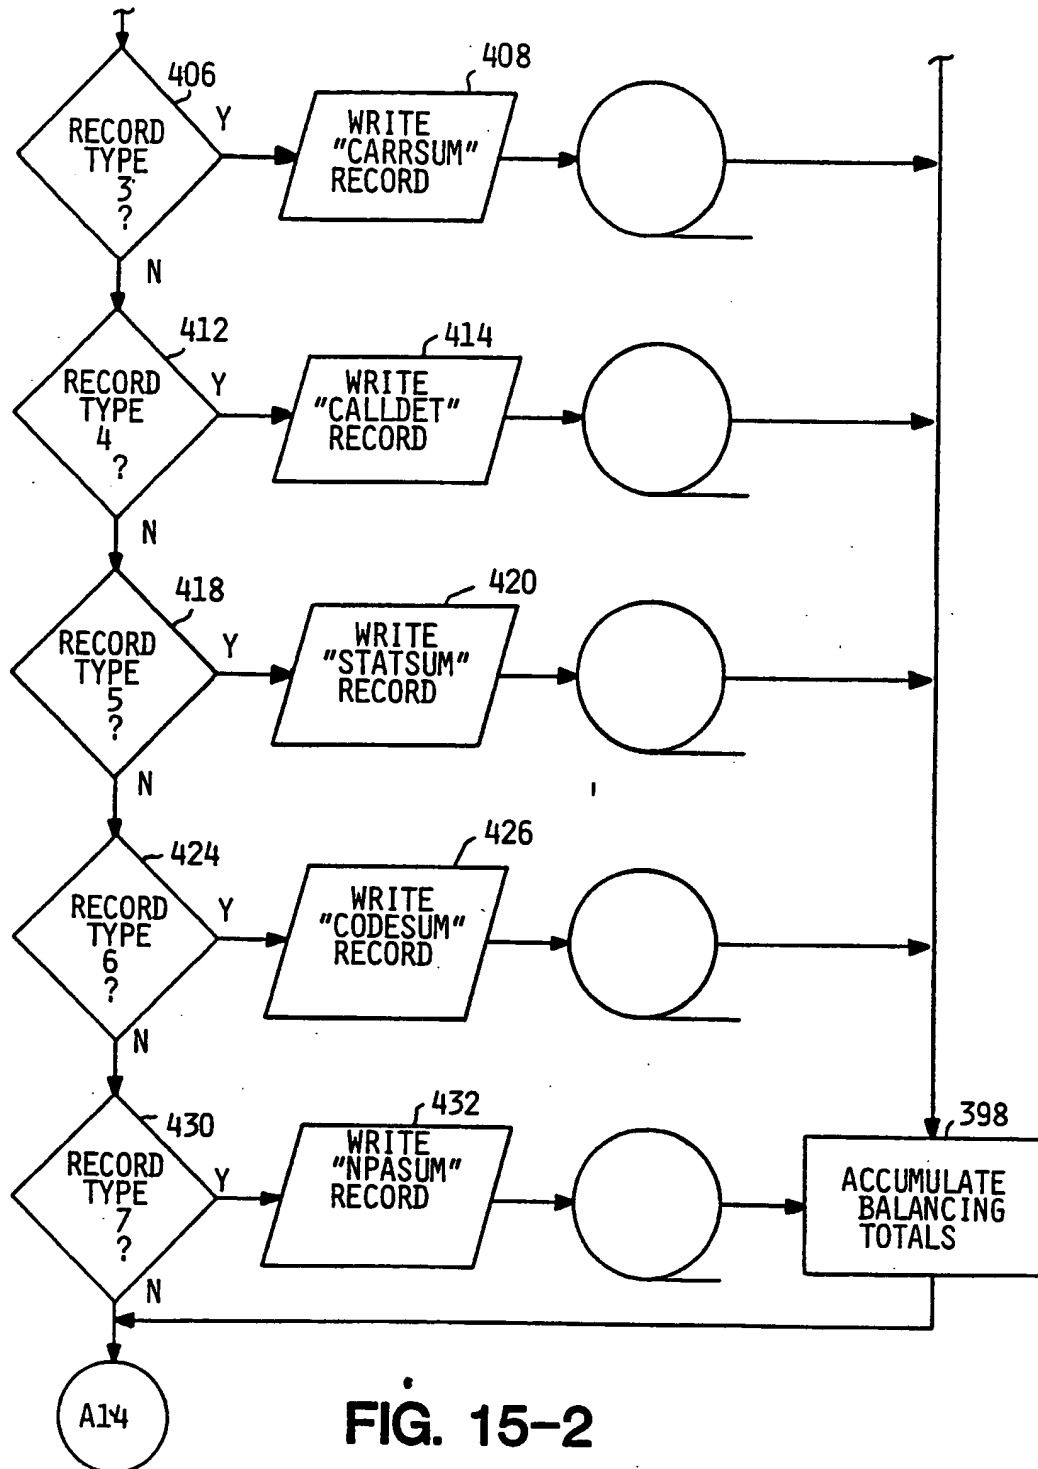 406
408
RECORD
TYPE
3
?
Y
WRITE
"CARRSUM"
RECORD
N
412
414
RECORD
TYPE
4
?
Y
WRITE
"CALLDET"
RECORD
N
418
420
RECORD
TYPE
5
?
Y
WRITE
"STATSUM"
RECORD
N
424
426
RECORD
TYPE
6
?
Y
WRITE
"CODESUM"
RECORD
N
430
432
398
RECORD
TYPE
7
?
Y
WRITE
"NPASUM"
RECORD
ACCUMULATE
BALANCING
TOTALS
N
A14
FIG. 15-2